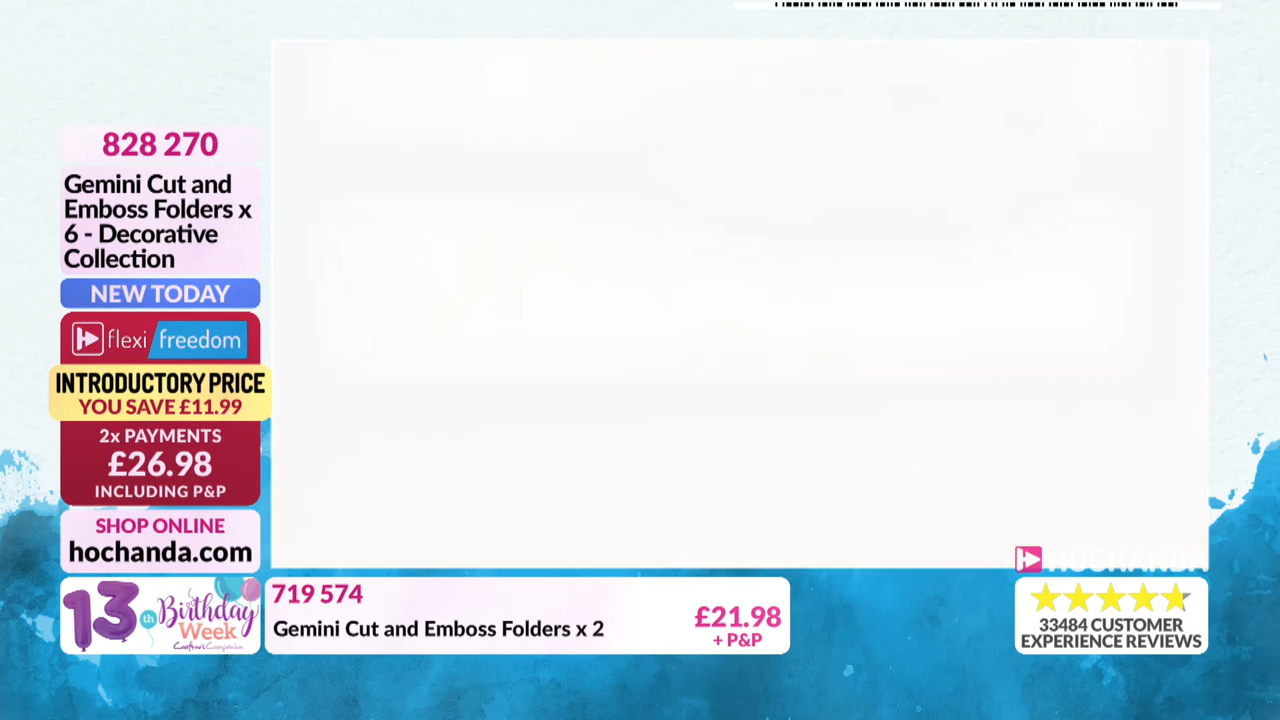 828 270
Gemini Cut and
Emboss Folders x
6 - Decorative
Collection
NEW TODAY
flexi freedom
INTRODUCTORY PRICE
YOU SAVE £11.99
2x PAYMENTS
£26.98
INCLUDING P&P
SHOP ONLINE
hochanda.com
13th Birthday
Week
Crafter's Companion
719 574
Gemini Cut and Emboss Folders x 2
£21.98
+ P&P
HOCHANDA
33484 CUSTOMER
EXPERIENCE REVIEWS